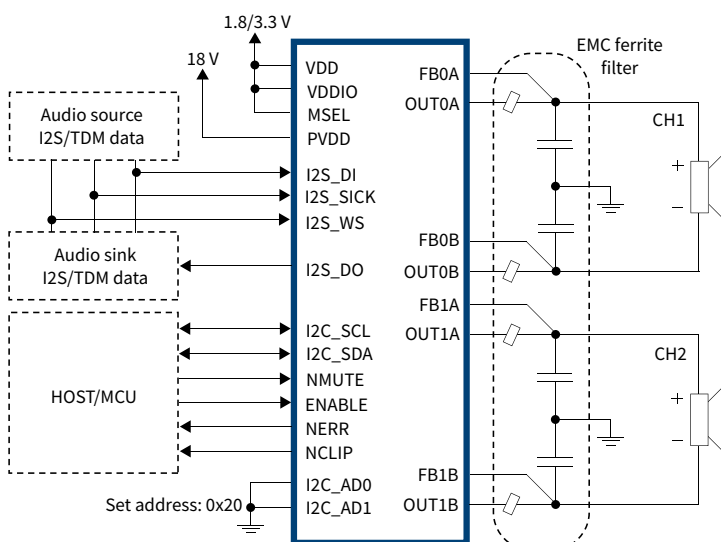 1.8/3.3 V
18 V
Audio source
I2S/TDM data
Audio sink
I2S/TDM data
HOST/MCU
Set address: 0x20
VDD
VDDIO
MSEL
PVDD
I2S_DI
I2S_SICK
I2S_WS
I2S_DO
I2C_SCL
I2C_SDA
NMUTE
ENABLE
NERR
NCLIP
I2C_AD0
I2C_AD1
FB0A
OUT0A
FB0B
OUT0B
FB1A
OUT1A
FB1B
OUT1B
EMC ferrite
filter
CH1
+
−
CH2
+
−